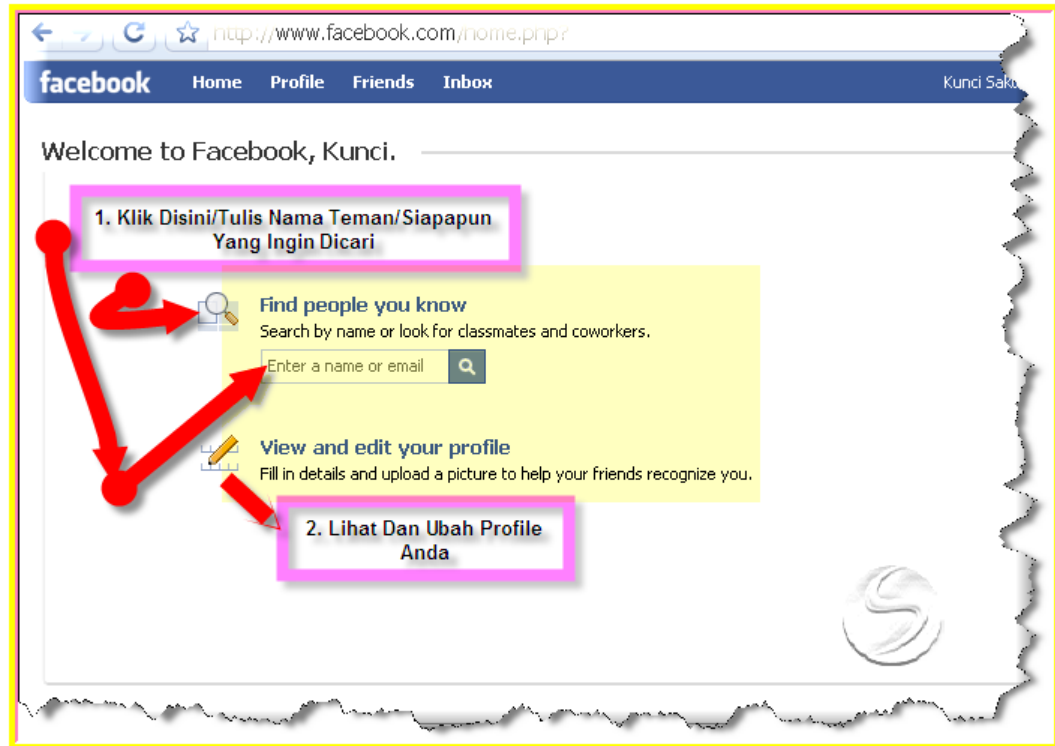 http://www.facebook.com/home.php?
facebook Home Profile Friends Inbox Kunci
Welcome to Facebook, Kunci.
1. Klik Disini/Tulis Nama Teman/Siapapun
Yang Ingin Dicari
Find people you know
Search by name or look for classmates and coworkers.
Enter a name or email
View and edit your profile
Fill in details and upload a picture to help your friends recognize you.
2. Lihat Dan Ubah Profile
Anda